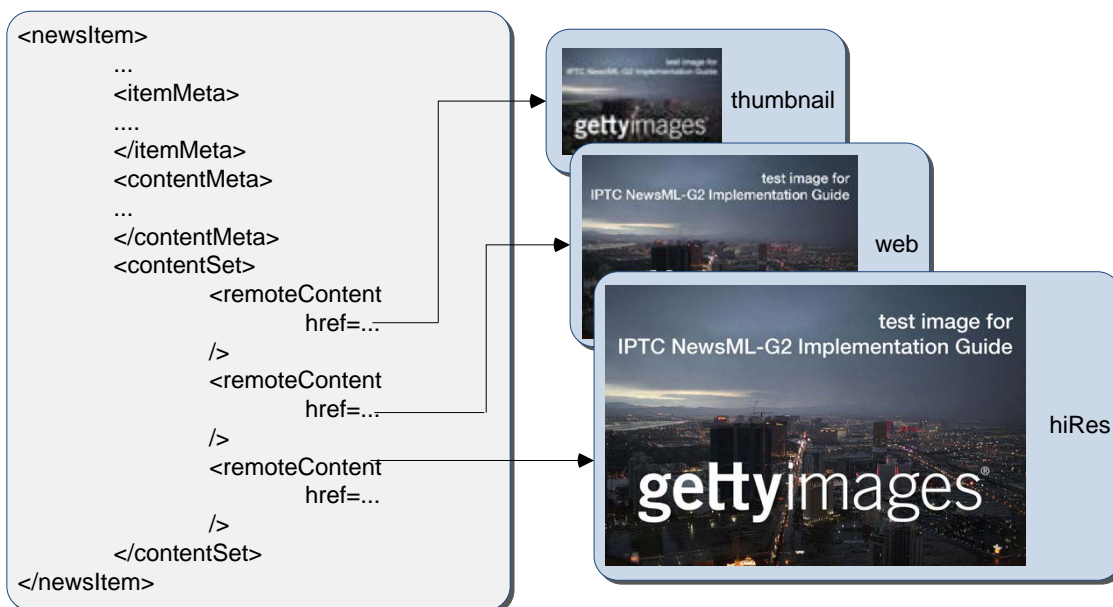 <newsItem>
...
<itemMeta>
....
</itemMeta>
<contentMeta>
...
</contentMeta>
<contentSet>
<remoteContent
href=...
/>
<remoteContent
href=...
/>
<remoteContent
href=...
/>
</contentSet>
</newsItem>
test image for
IPTC NewsML-G2 Implementation Guide
gettyimages®
thumbnail
test image for
IPTC NewsML-G2 Implementation Guide
web
test image for
IPTC NewsML-G2 Implementation Guide
gettyimages®
hiRes